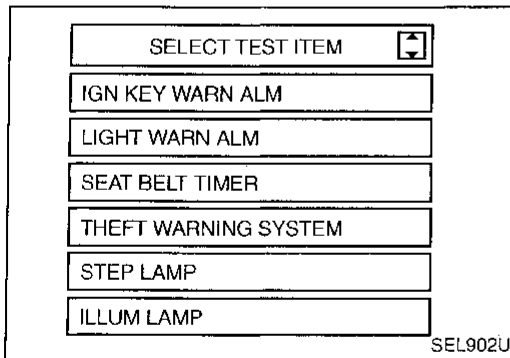 SELECT TEST ITEM
IGN KEY WARN ALM
LIGHT WARN ALM
SEAT BELT TIMER
THEFT WARNING SYSTEM
STEP LAMP
ILLUM LAMP
SEL902U